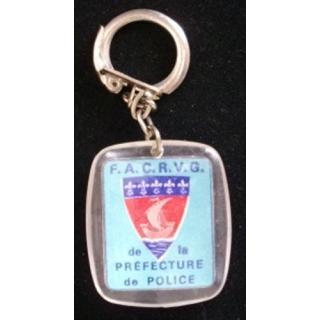 F. A. C. R. V. G.
de la
PRÉFECTURE
de POLICE